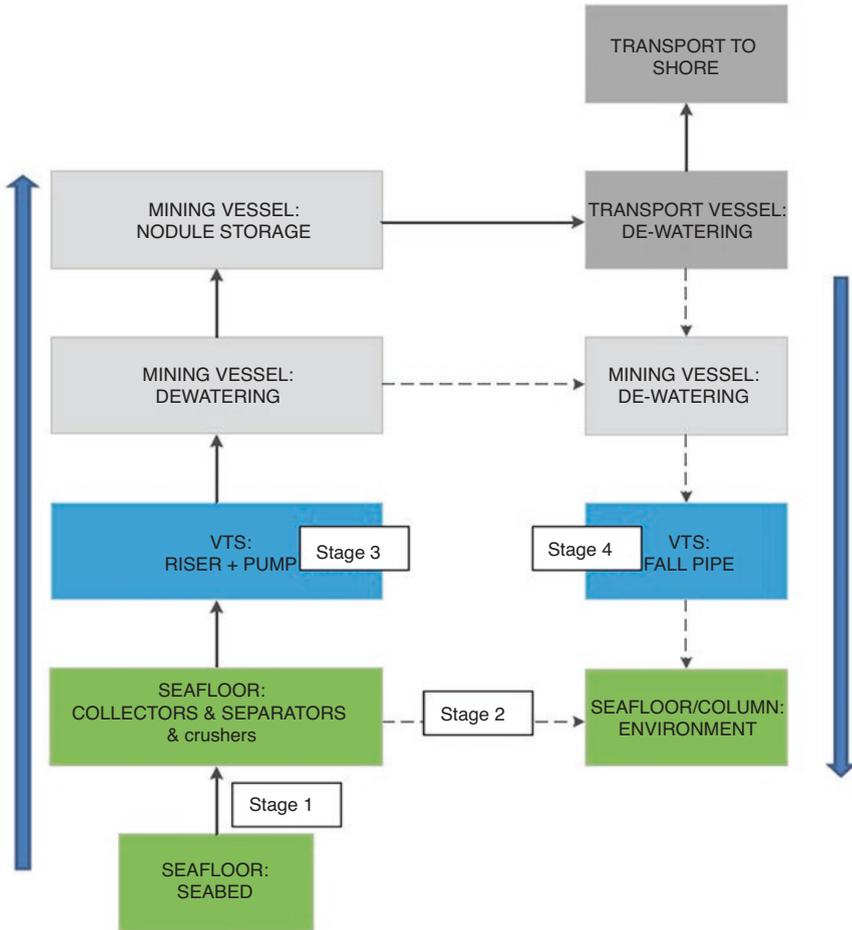 TRANSPORT TO
SHORE
MINING VESSEL:
NODULE STORAGE
TRANSPORT VESSEL:
DE-WATERING
MINING VESSEL:
DEWATERING
MINING VESSEL:
DE-WATERING
VTS:
RISER + PUMP
Stage 3
Stage 4
VTS:
FALL PIPE
SEAFLOOR:
COLLECTORS & SEPARATORS
& crushers
Stage 2
SEAFLOOR/COLUMN:
ENVIRONMENT
Stage 1
SEAFLOOR:
SEABED